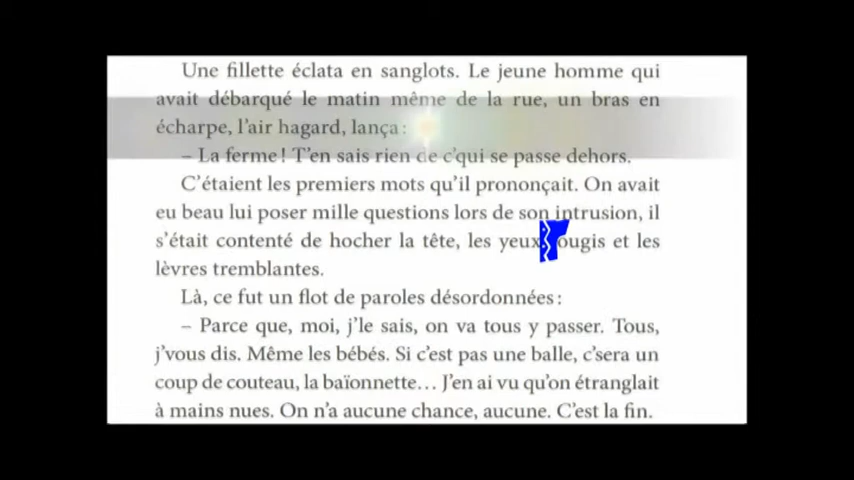 Une fillette éclata en sanglots. Le jeune homme qui
avait débarqué le matin même de la rue, un bras en
écharpe, l'air hagard, lança :
– La ferme ! T'en sais rien de c'qui se passe dehors.
C'étaient les premiers mots qu'il prononçait. On avait
eu beau lui poser mille questions lors de son intrusion, il
s'était contenté de hocher la tête, les yeux rougis et les
lèvres tremblantes.
Là, ce fut un flot de paroles désordonnées :
– Parce que, moi, j'le sais, on va tous y passer. Tous,
j'vous dis. Même les bébés. Si c'est pas une balle, c'sera un
coup de couteau, la baïonnette… J'en ai vu qu'on étranglait
à mains nues. On n'a aucune chance, aucune. C'est la fin.